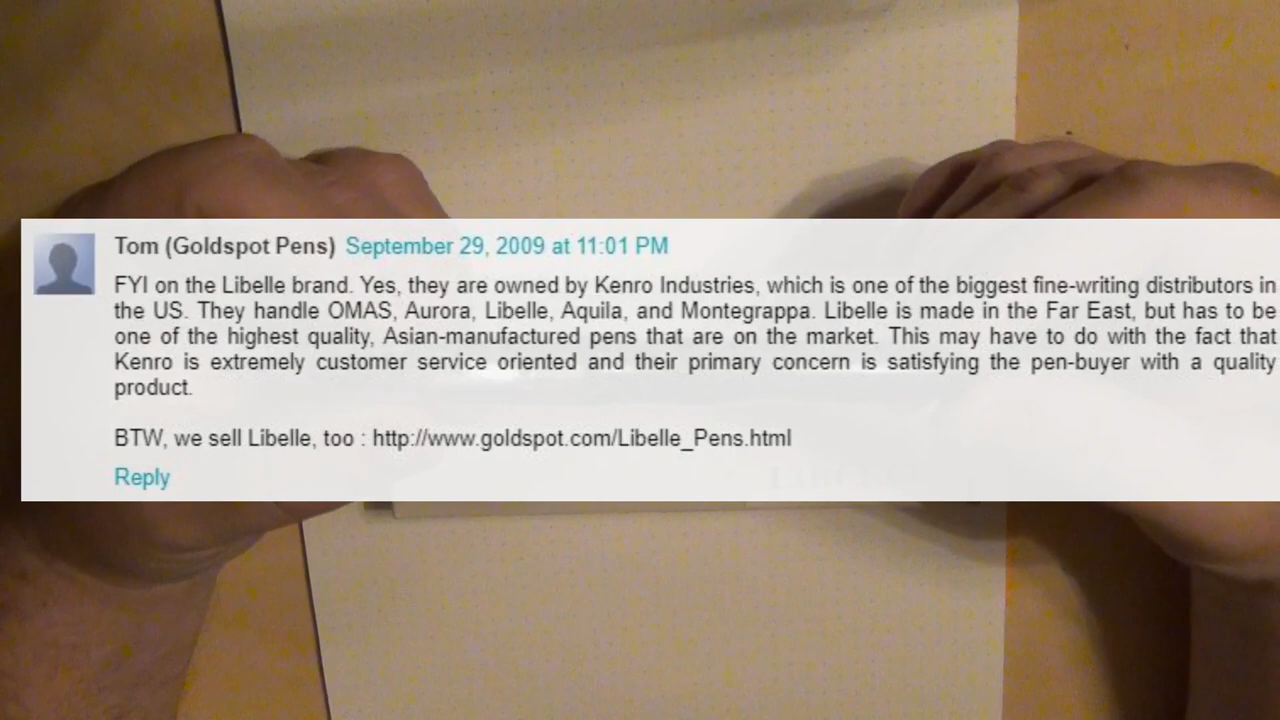 Tom (Goldspot Pens) September 29, 2009 at 11:01 PM
FYI on the Libelle brand. Yes, they are owned by Kenro Industries, which is one of the biggest fine-writing distributors in
the US. They handle OMAS, Aurora, Libelle, Aquila, and Montegrappa. Libelle is made in the Far East, but has to be
one of the highest quality, Asian-manufactured pens that are on the market. This may have to do with the fact that
Kenro is extremely customer service oriented and their primary concern is satisfying the pen-buyer with a quality
product.
BTW, we sell Libelle, too : http://www.goldspot.com/Libelle_Pens.html
Reply